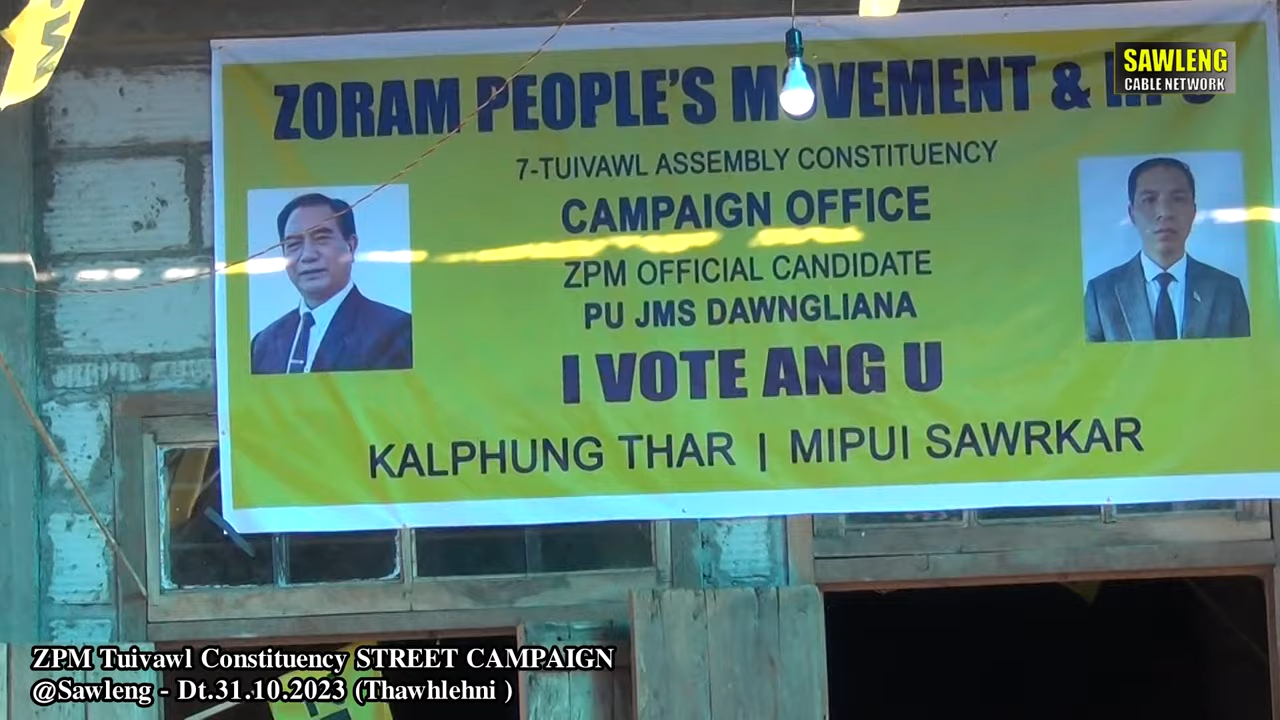 SAWLENG
CABLE NETWORK
ZORAM PEOPLE'S MOVEMENT &
7-TUIVAWL ASSEMBLY CONSTITUENCY
CAMPAIGN OFFICE
ZPM OFFICIAL CANDIDATE
PU JMS DAWNGLIANA
I VOTE ANG U
KALPHUNG THAR | MIPUI SAWRKAR
ZPM Tuivawl Constituency STREET CAMPAIGN
@Sawleng - Dt.31.10.2023 (Thawhlehni )